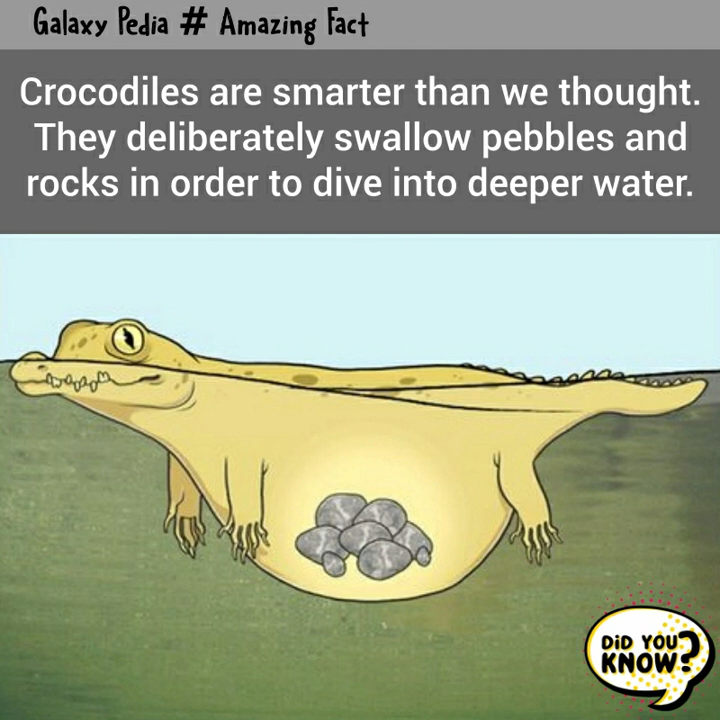 Galaxy Pedia # Amazing Fact
Crocodiles are smarter than we thought.
They deliberately swallow pebbles and
rocks in order to dive into deeper water.
DiD YOU
KNOW?